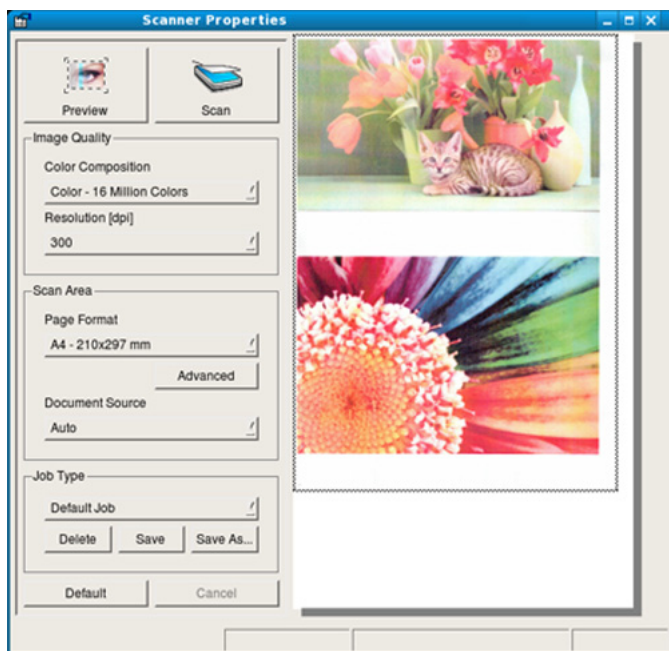 Scanner Properties
Preview
Scan
Image Quality
Color Composition
Color - 16 Million Colors
Resolution [dpi]
300
Scan Area
Page Format
A4 - 210x297 mm
Advanced
Document Source
Auto
Job Type
Default Job
Delete
Save
Save As...
Default
Cancel